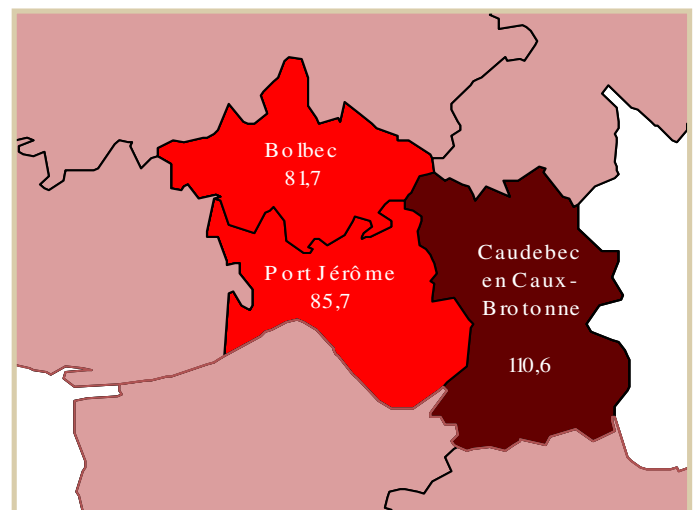 Bolbec
81,7
Port Jérôme
85,7
Caudebec
en Caux-
Brotonne
110,6